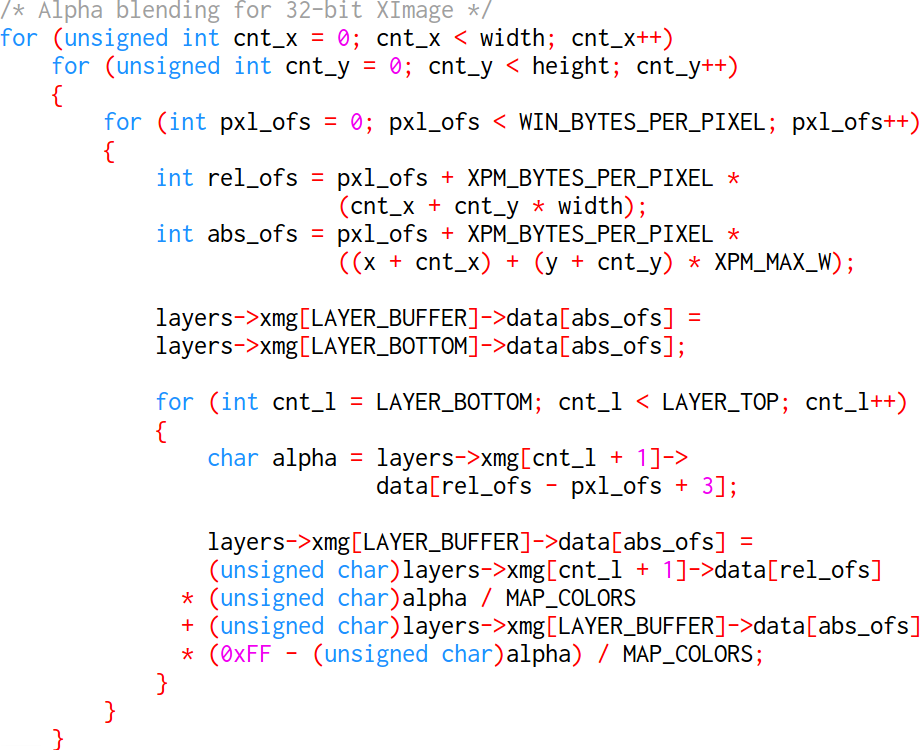 /* Alpha blending for 32-bit XImage */
for (unsigned int cnt_x = 0; cnt_x < width; cnt_x++)
    for (unsigned int cnt_y = 0; cnt_y < height; cnt_y++)
    {
        for (int pxl_ofs = 0; pxl_ofs < WIN_BYTES_PER_PIXEL; pxl_ofs++)
        {
            int rel_ofs = pxl_ofs + XPM_BYTES_PER_PIXEL *
                          (cnt_x + cnt_y * width);
            int abs_ofs = pxl_ofs + XPM_BYTES_PER_PIXEL *
                          ((x + cnt_x) + (y + cnt_y) * XPM_MAX_W);

            layers->xmg[LAYER_BUFFER]->data[abs_ofs] =
            layers->xmg[LAYER_BOTTOM]->data[abs_ofs];

            for (int cnt_l = LAYER_BOTTOM; cnt_l < LAYER_TOP; cnt_l++)
            {
                char alpha = layers->xmg[cnt_l + 1]->
                             data[rel_ofs - pxl_ofs + 3];

                layers->xmg[LAYER_BUFFER]->data[abs_ofs] =
                (unsigned char)layers->xmg[cnt_l + 1]->data[rel_ofs]
              * (unsigned char)alpha / MAP_COLORS
              + (unsigned char)layers->xmg[LAYER_BUFFER]->data[abs_ofs]
              * (0xFF - (unsigned char)alpha) / MAP_COLORS;
            }
        }
    }